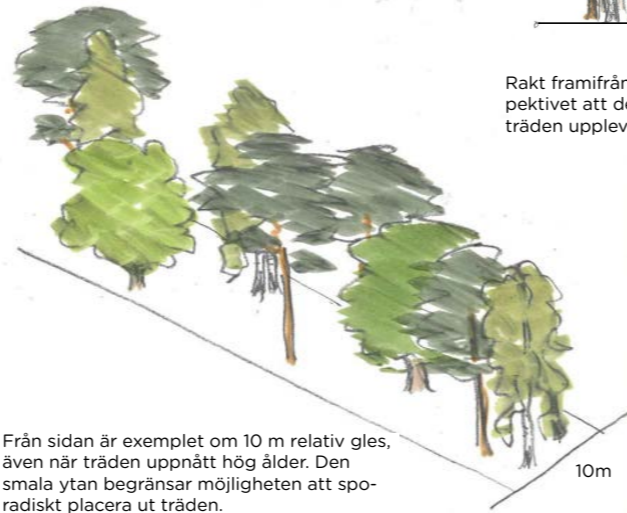 Rakt framifrån
pektivet att de
träden upplev
Från sidan är exemplet om 10 m relativ gles,
även när träden uppnått hög ålder. Den
smala ytan begränsar möjligheten att spo-
radiskt placera ut träden.
10m